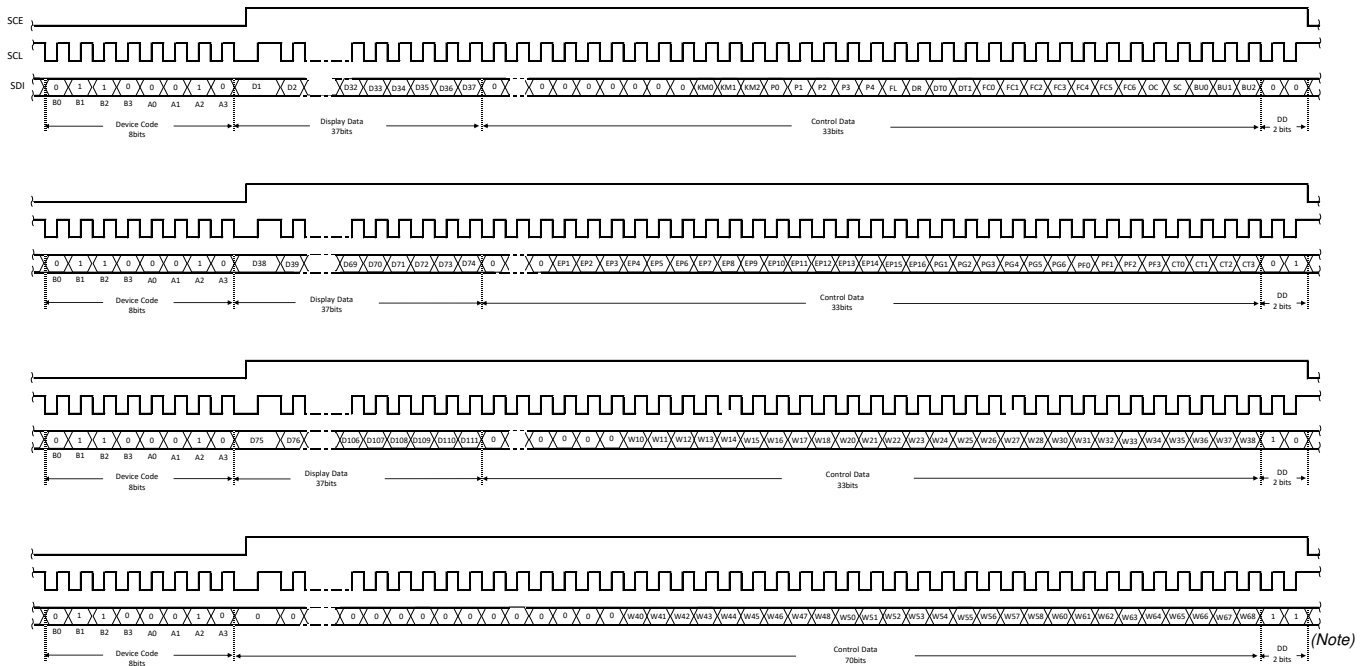 SCE
SCL
SDI 0 1 1 0 0 0 1 0 D1 D2 D32 D33 D34 D35 D36 D37 0 0 0 0 0 0 0 0 KM0 KM1 KM2 P0 P1 P2 P3 P4 FL DR DT0 DT1 FC0 FC1 FC2 FC3 FC4 FC5 FC6 OC SC BU0 BU1 BU2 0 0
B0 B1 B2 B3 A0 A1 A2 A3
Device Code Display Data Control Data DD
8bits 37bits 33bits 2 bits
0 1 1 0 0 0 1 0 D38 D39 D69 D70 D71 D72 D73 D74 0 0 EP1 EP2 EP3 EP4 EP5 EP6 EP7 EP8 EP9 EP10 EP11 EP12 EP13 EP14 EP15 EP16 PG1 PG2 PG3 PG4 PG5 PG6 PF0 PF1 PF2 PF3 CT0 CT1 CT2 CT3 0 1
B0 B1 B2 B3 A0 A1 A2 A3
Device Code Display Data Control Data DD
8bits 37bits 33bits 2 bits
0 1 1 0 0 0 1 0 D75 D76 D106 D107 D108 D109 D110 D111 0 0 0 0 0 W10 W11 W12 W13 W14 W15 W16 W17 W18 W20 W21 W22 W23 W24 W25 W26 W27 W28 W30 W31 W32 W33 W34 W35 W36 W37 W38 1 0
B0 B1 B2 B3 A0 A1 A2 A3
Device Code Display Data Control Data DD
8bits 37bits 33bits 2 bits
0 1 1 0 0 0 1 0 0 0 0 0 0 0 0 0 0 0 0 0 0 0 W40 W41 W42 W43 W44 W45 W46 W47 W48 W50 W51 W52 W53 W54 W55 W56 W57 W58 W60 W61 W62 W63 W64 W65 W66 W67 W68 1 1
B0 B1 B2 B3 A0 A1 A2 A3
(Note)
Device Code Control Data DD
8bits 70bits 2 bits